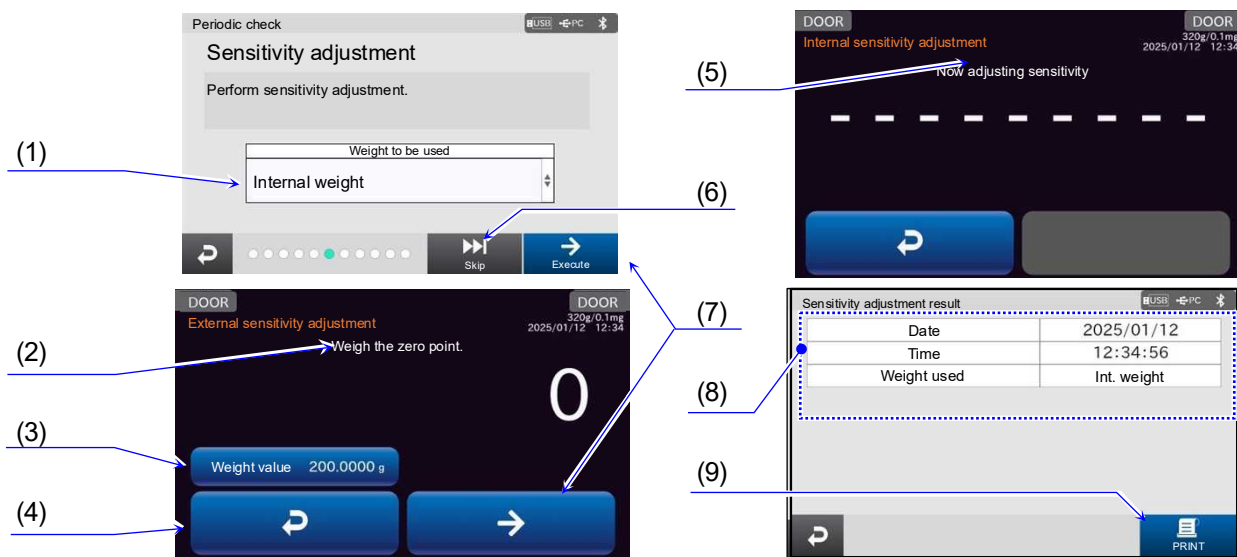 Periodic check
USB PC
Sensitivity adjustment
Perform sensitivity adjustment.
Weight to be used
Internal weight
Skip
Execute
(1)
DOOR
DOOR
External sensitivity adjustment
320g/0.1mg
2025/01/12 12:34
Weigh the zero point.
0
Weight value 200.0000 g
(2)
(3)
(4)
DOOR
DOOR
Internal sensitivity adjustment
320g/0.1mg
2025/01/12 12:34
Now adjusting sensitivity
(5)
(6)
(7)
Sensitivity adjustment result
USB PC
Date 2025/01/12
Time 12:34:56
Weight used Int. weight
PRINT
(8)
(9)